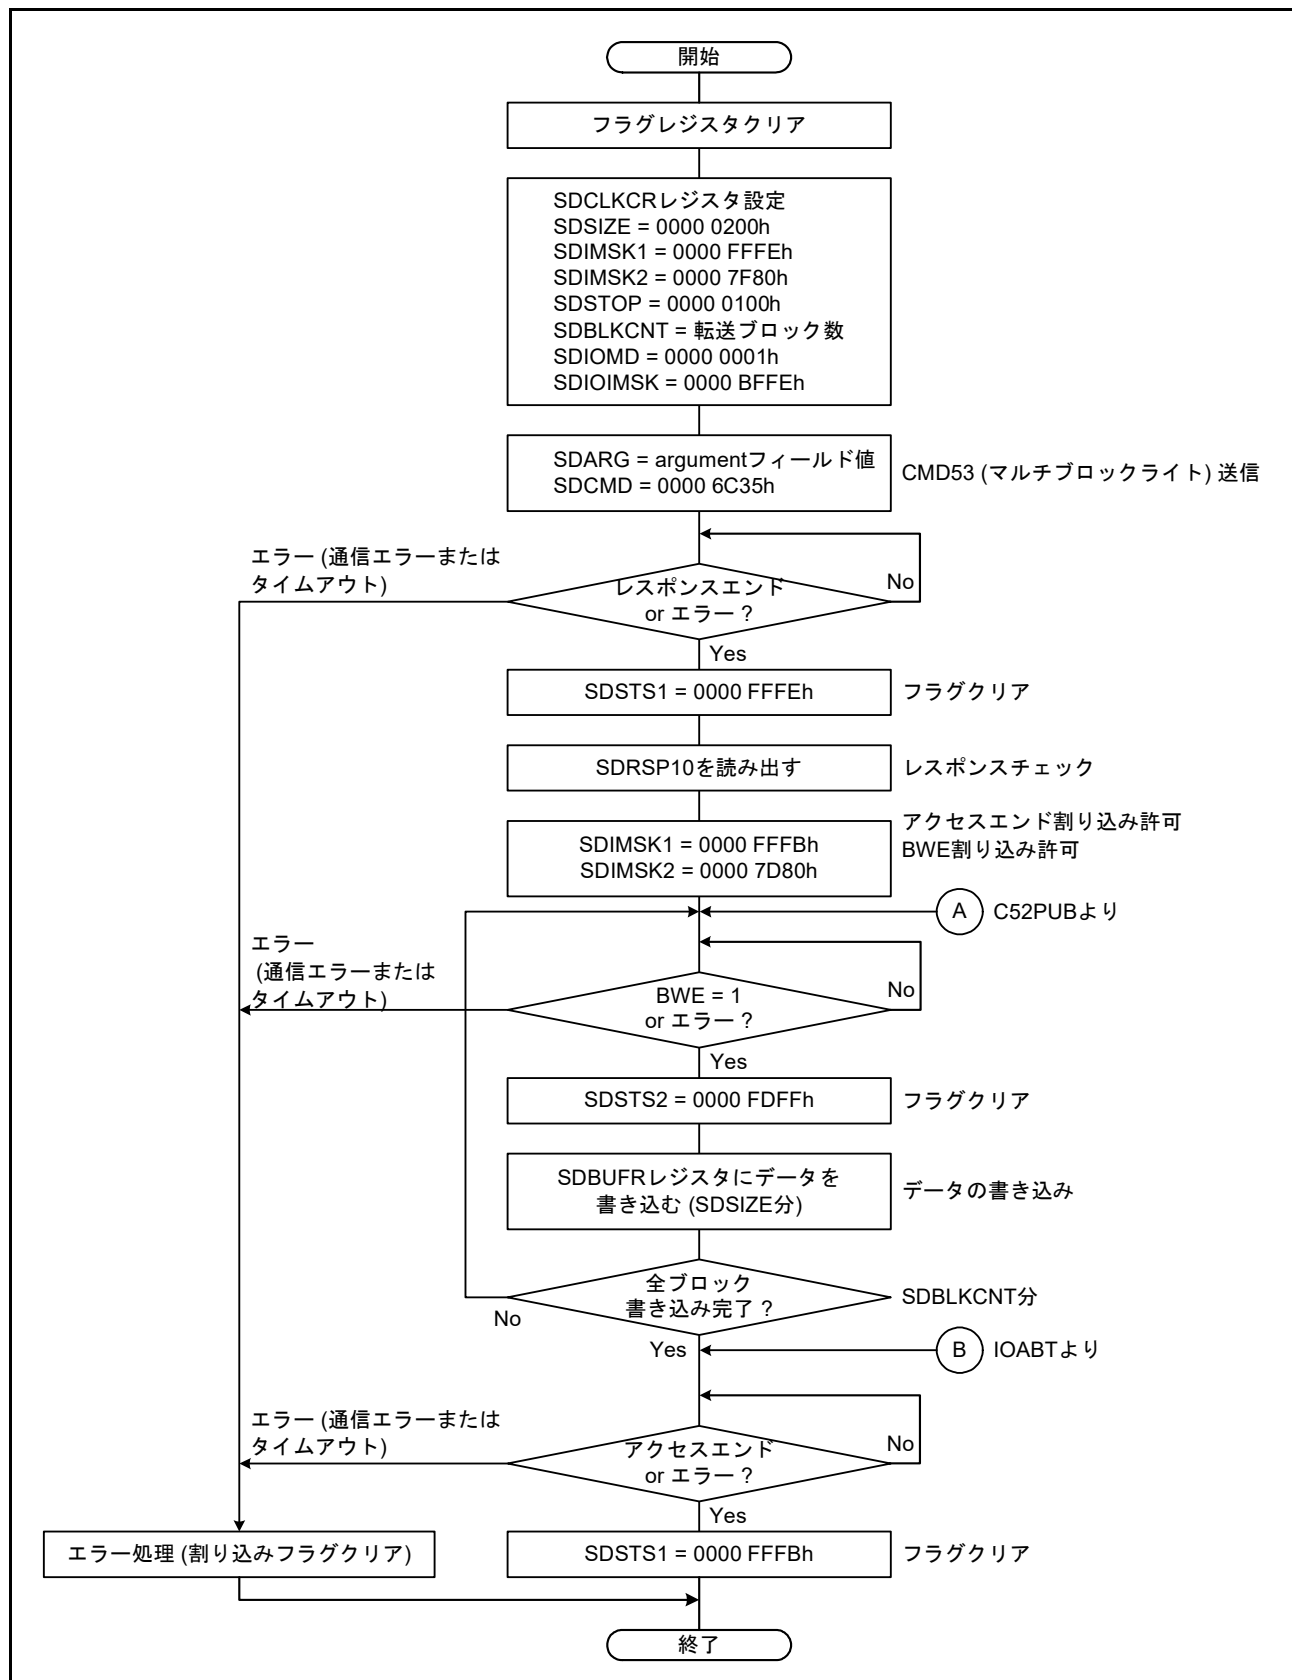 開始
フラグレジスタクリア
SDCLKCRレジスタ設定
SDSIZE = 0000 0200h
SDIMSK1 = 0000 FFFEh
SDIMSK2 = 0000 7F80h
SDSTOP = 0000 0100h
SDBLKCNT = 転送ブロック数
SDIOMD = 0000 0001h
SDIOIMSK = 0000 BFFEh
SDARG = argumentフィールド値
SDCMD = 0000 6C35h
CMD53 (マルチブロックライト) 送信
エラー (通信エラーまたは
タイムアウト)
レスポンスエンド
or エラー ?
No
Yes
SDSTS1 = 0000 FFFEh
フラグクリア
SDRSP10を読み出す
レスポンスチェック
SDIMSK1 = 0000 FFFBh
SDIMSK2 = 0000 7D80h
アクセスエンド割り込み許可
BWE割り込み許可
A
C52PUBより
エラー
(通信エラーまたは
タイムアウト)
BWE = 1
or エラー ?
No
Yes
SDSTS2 = 0000 FDFFh
フラグクリア
SDBUFRレジスタにデータを
書き込む (SDSIZE分)
データの書き込み
全ブロック
書き込み完了 ?
SDBLKCNT分
No
Yes
B
IOABTより
エラー (通信エラーまたは
タイムアウト)
アクセスエンド
or エラー ?
No
Yes
エラー処理 (割り込みフラグクリア)
SDSTS1 = 0000 FFFBh
フラグクリア
終了